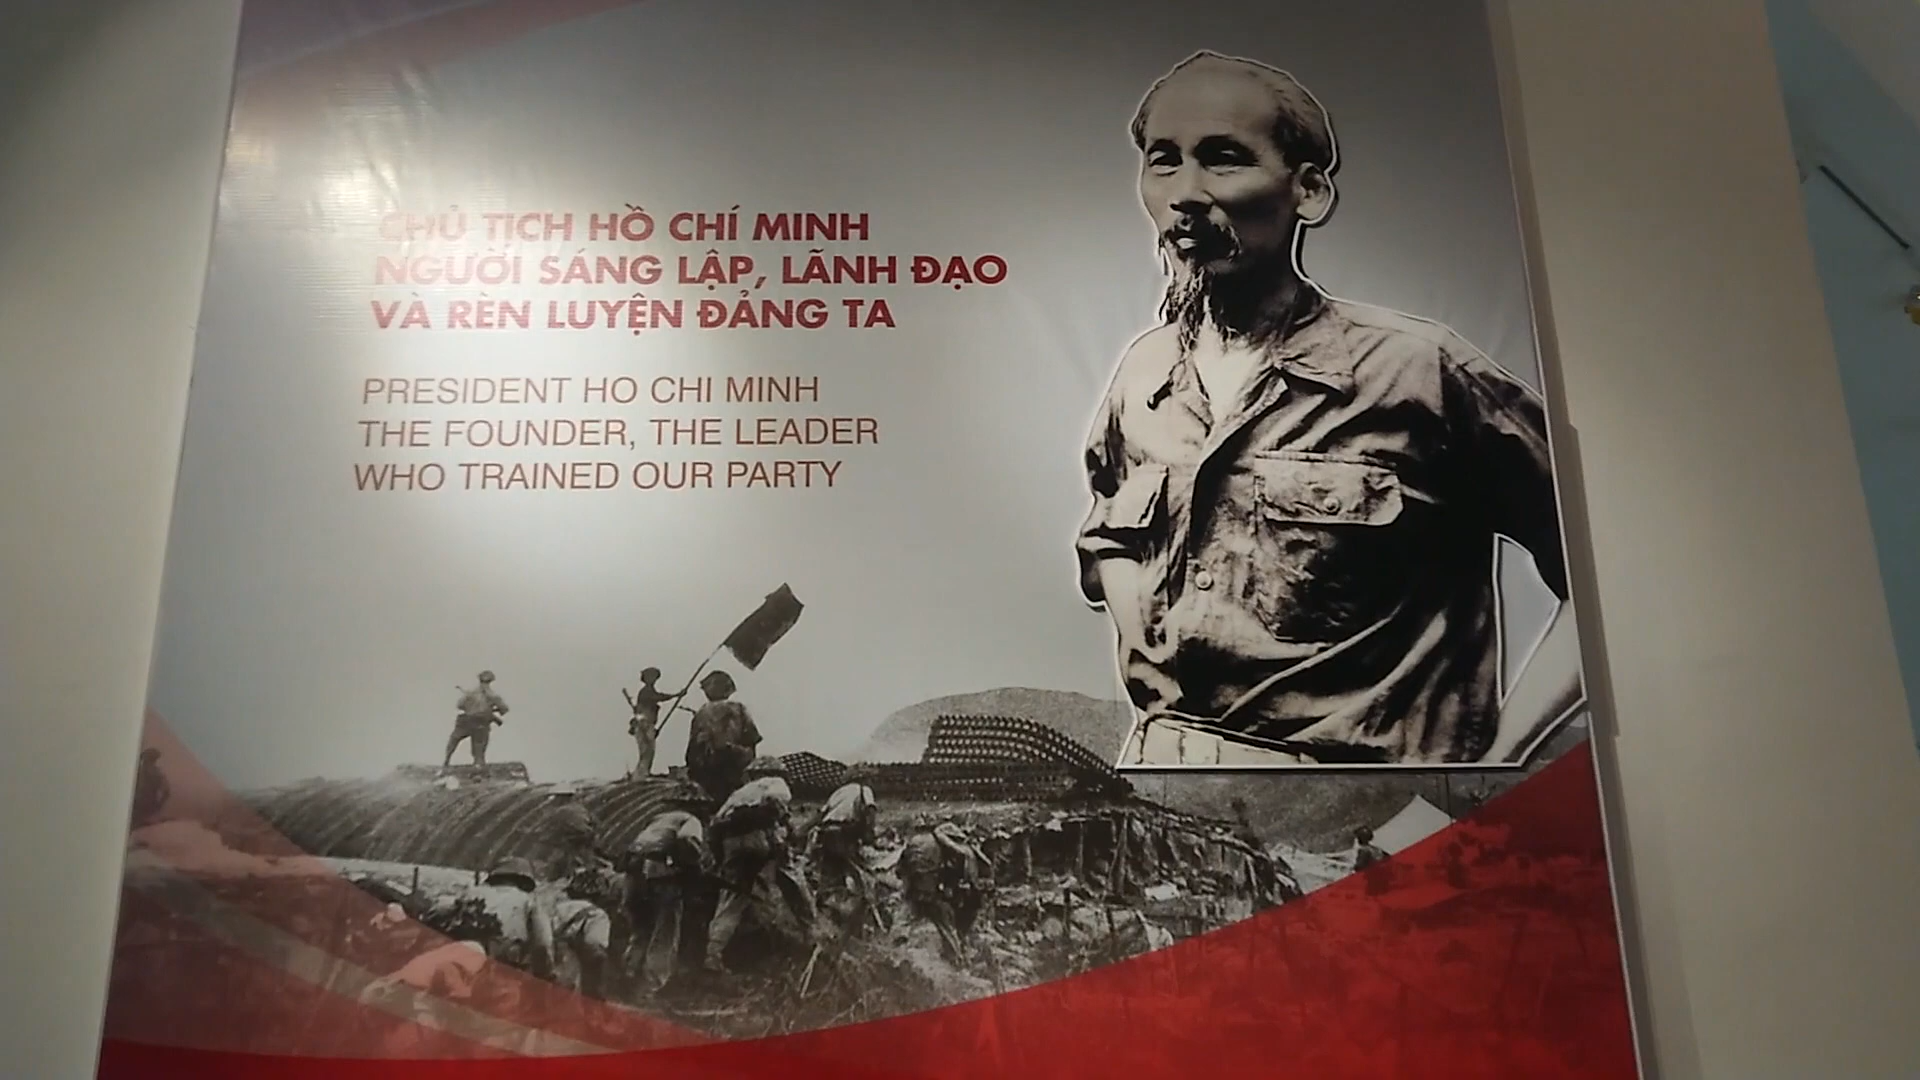 CHỦ TỊCH HỒ CHÍ MINH
NGƯỜI SÁNG LẬP, LÃNH ĐẠO
VÀ RÈN LUYỆN ĐẢNG TA
PRESIDENT HO CHI MINH
THE FOUNDER, THE LEADER
WHO TRAINED OUR PARTY